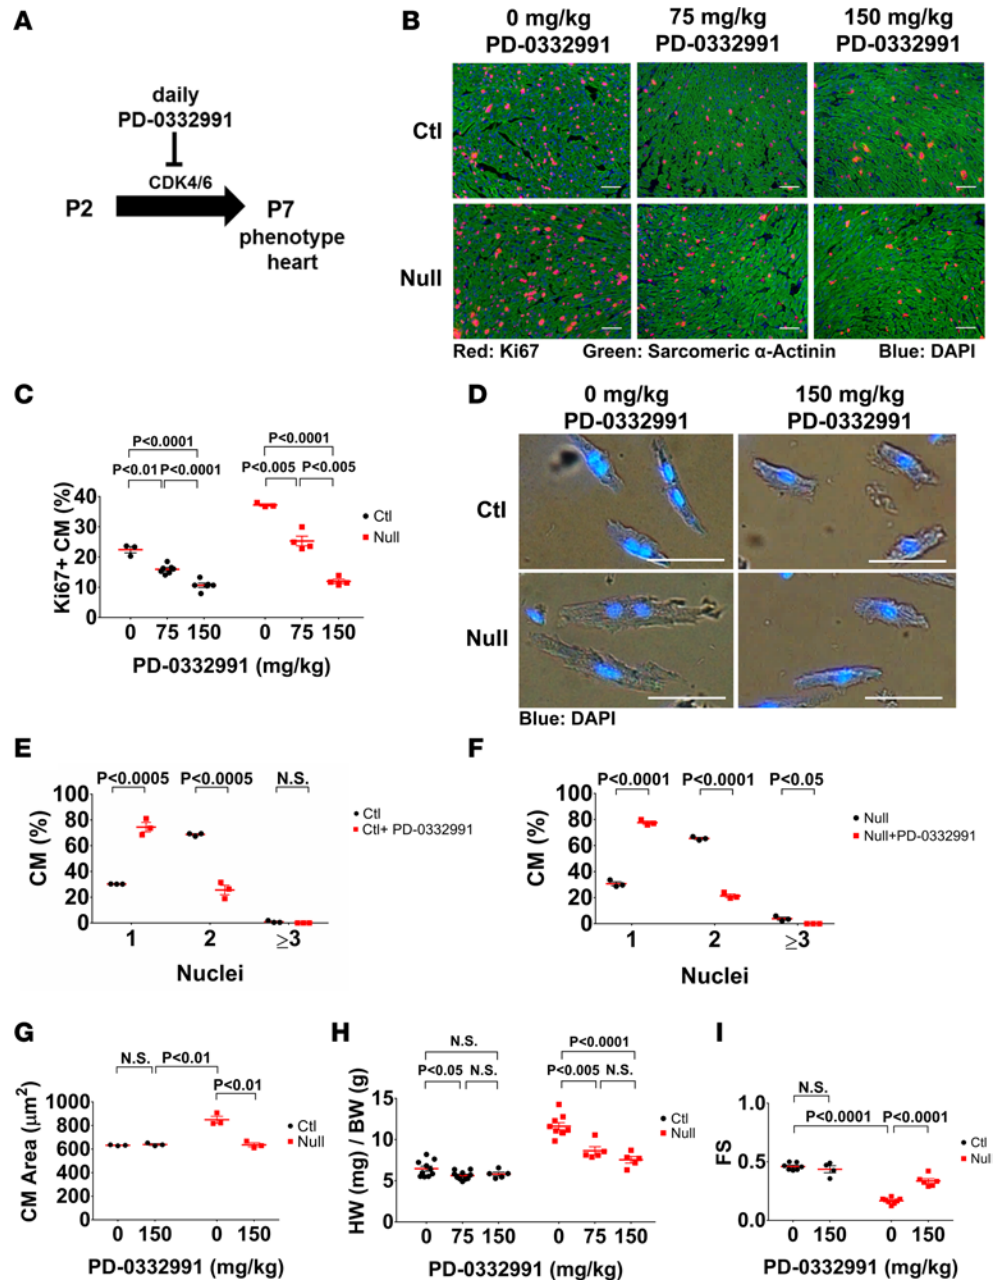 A
daily
PD-0332991
CDK4/6
P2
P7
phenotype
heart
B
0 mg/kg
PD-0332991
75 mg/kg
PD-0332991
150 mg/kg
PD-0332991
Ctl
Null
Red: Ki67 Green: Sarcomeric α-Actinin Blue: DAPI
C
P<0.0001 P<0.0001
P<0.01 P<0.0001 P<0.005 P<0.005
Ki67+ CM (%)
40
30
20
10
0
Ctl
Null
0 75 150 0 75 150
PD-0332991 (mg/kg)
D
0 mg/kg
PD-0332991
150 mg/kg
PD-0332991
Ctl
Null
Blue: DAPI
E
P<0.0005 P<0.0005 N.S.
CM (%)
100
80
60
40
20
0
Ctl
Ctl+ PD-0332991
1 2 ≥3
Nuclei
F
P<0.0001 P<0.0001 P<0.05
CM (%)
100
80
60
40
20
0
Null
Null+PD-0332991
1 2 ≥3
Nuclei
G
N.S. P<0.01
P<0.01
CM Area (μm²)
1000
800
600
400
200
0
Ctl
Null
0 150 0 150
PD-0332991 (mg/kg)
H
N.S. P<0.0001
P<0.05 N.S. P<0.005 N.S.
HW (mg) / BW (g)
15
10
5
0
Ctl
Null
0 75 150 0 75 150
PD-0332991 (mg/kg)
I
N.S.
P<0.0001 P<0.0001
FS
1.0
0.5
0.0
Ctl
Null
0 150 0 150
PD-0332991 (mg/kg)